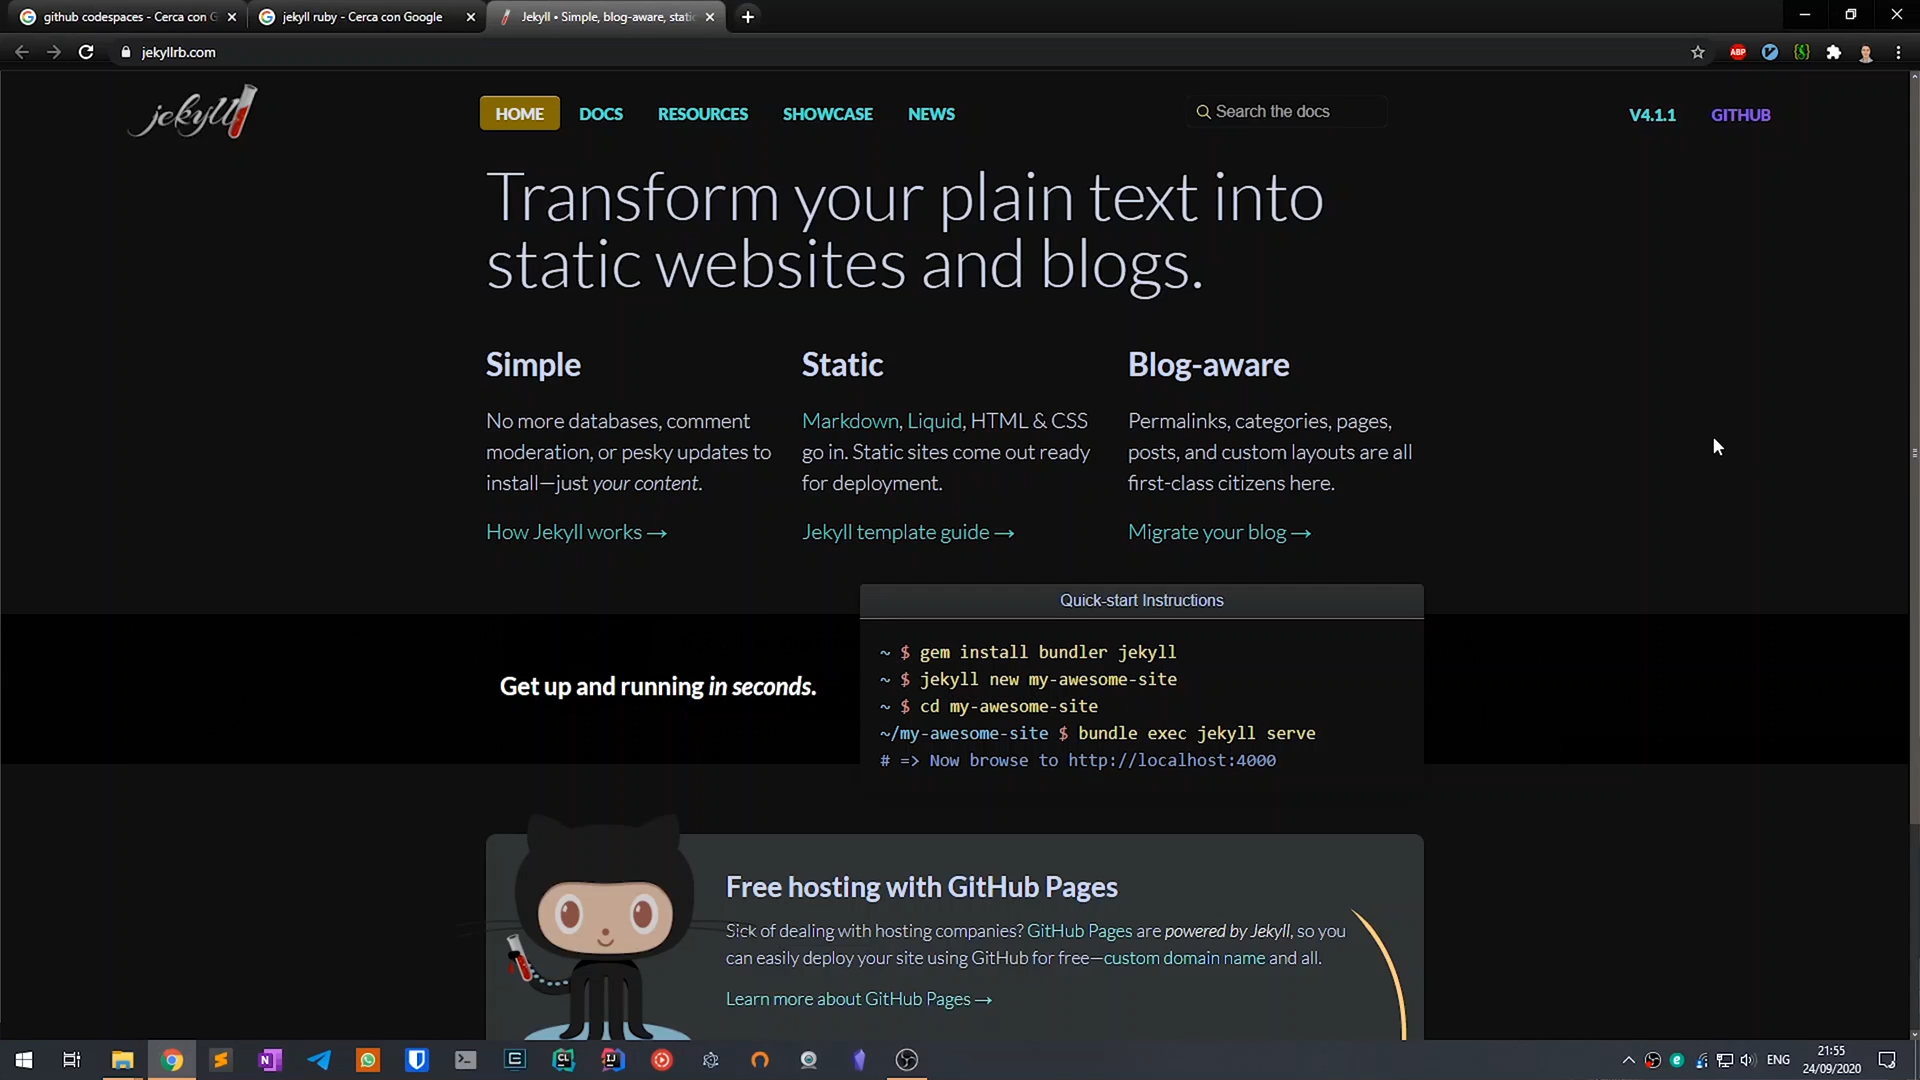 github codespaces - Cerca con G
jekyll ruby - Cerca con Google
Jekyll • Simple, blog-aware, stati
jekyllrb.com
ABP
jekyll
HOME
DOCS
RESOURCES
SHOWCASE
NEWS
Search the docs
V4.1.1
GITHUB
Transform your plain text into
static websites and blogs.
Simple
No more databases, comment
moderation, or pesky updates to
install—just your content.
How Jekyll works →
Static
Markdown, Liquid, HTML & CSS
go in. Static sites come out ready
for deployment.
Jekyll template guide →
Blog-aware
Permalinks, categories, pages,
posts, and custom layouts are all
first-class citizens here.
Migrate your blog →
Get up and running in seconds.
Quick-start Instructions
~ $ gem install bundler jekyll
~ $ jekyll new my-awesome-site
~ $ cd my-awesome-site
~/my-awesome-site $ bundle exec jekyll serve
# => Now browse to http://localhost:4000
Free hosting with GitHub Pages
Sick of dealing with hosting companies? GitHub Pages are powered by Jekyll, so you
can easily deploy your site using GitHub for free—custom domain name and all.
Learn more about GitHub Pages →
N
CL
IJ
ENG
21:55
24/09/2020